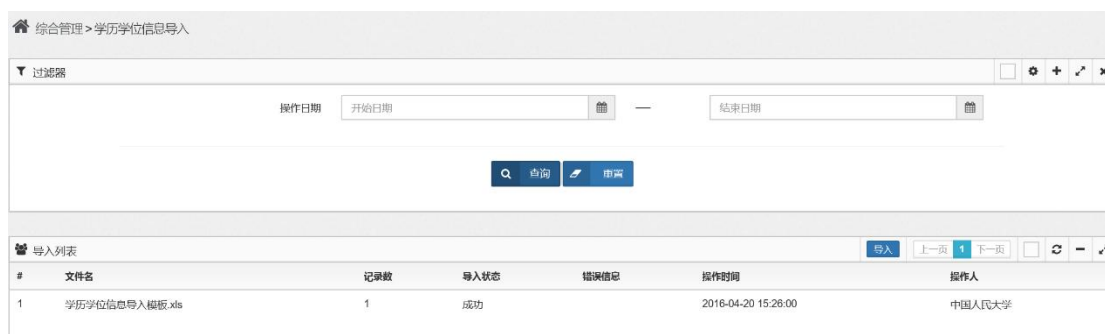 综合管理>学历学位信息导入
过滤器
操作日期 开始日期 — 结束日期
查询 重置
导入列表 导入 上一页 1 下一页
# 文件名 记录数 导入状态 错误信息 操作时间 操作人
1 学历学位信息导入模板.xls 1 成功 2016-04-20 15:26:00 中国人民大学